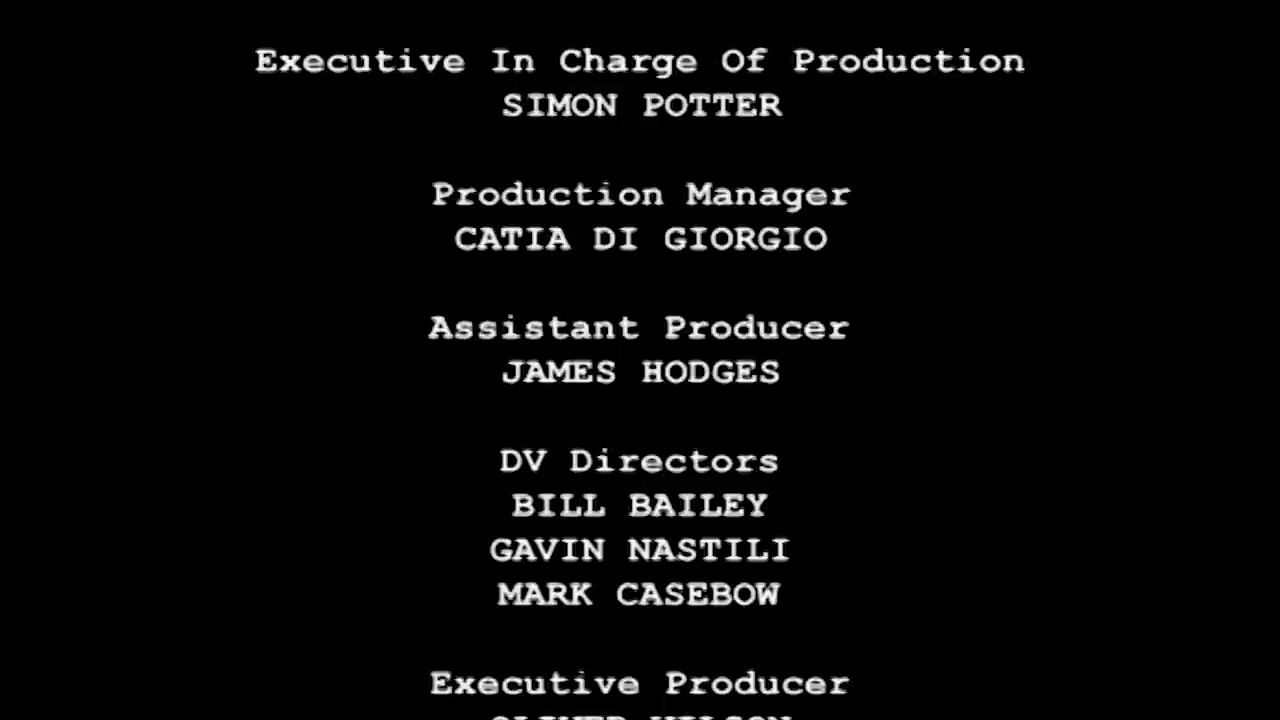 Executive In Charge Of Production
SIMON POTTER
Production Manager
CATIA DI GIORGIO
Assistant Producer
JAMES HODGES
DV Directors
BILL BAILEY
GAVIN NASTILI
MARK CASEBOW
Executive Producer